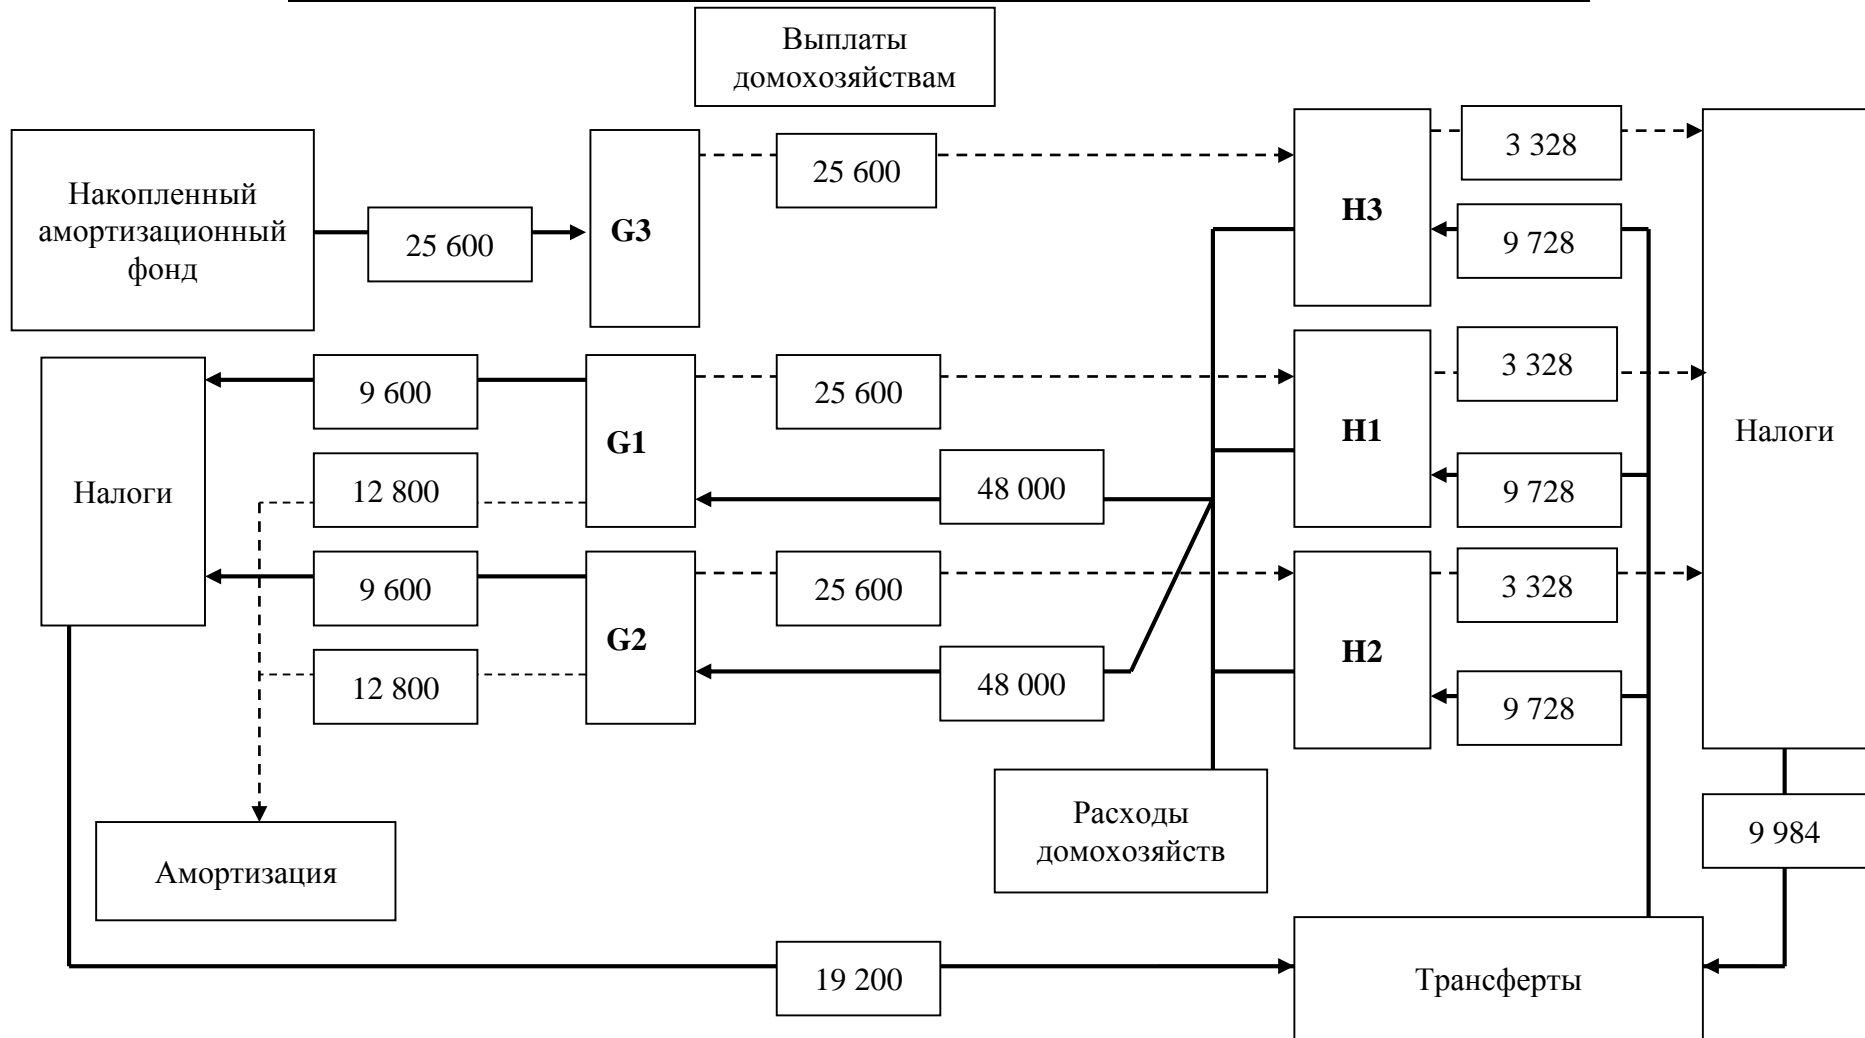 Выплаты
домохозяйствам
Накопленный
амортизационный
фонд
25 600
G3
25 600
H3
3 328
9 728
Налоги
9 600
12 800
G1
25 600
48 000
H1
3 328
9 728
Налоги
9 600
12 800
G2
25 600
48 000
H2
3 328
9 728
Амортизация
Расходы
домохозяйств
9 984
19 200
Трансферты